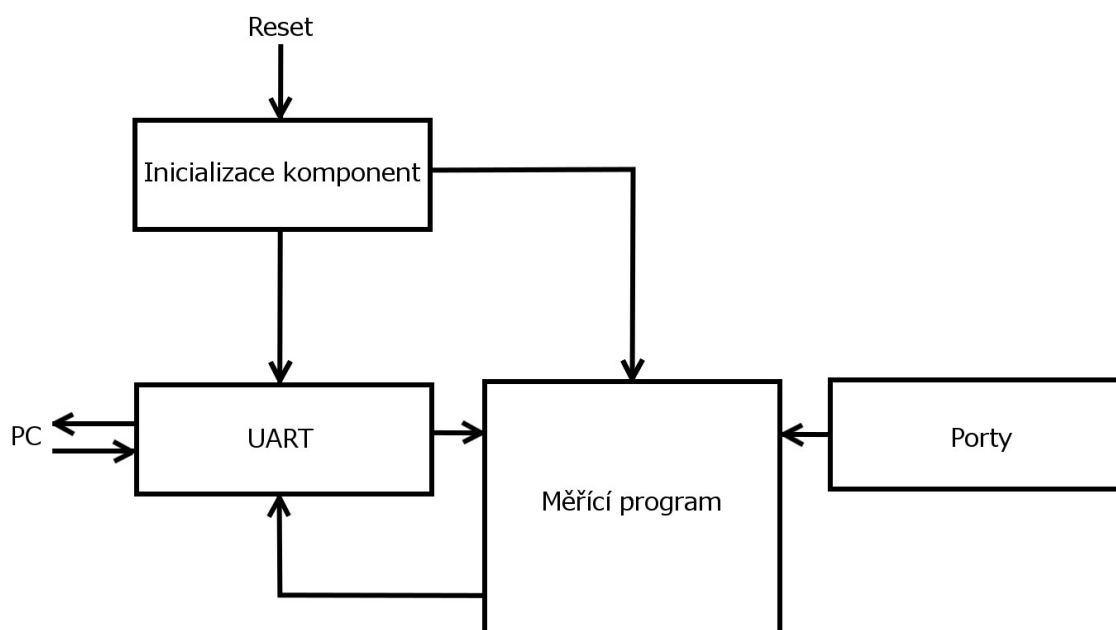 Reset
Inicializace komponent
PC
UART
Měřící program
Porty